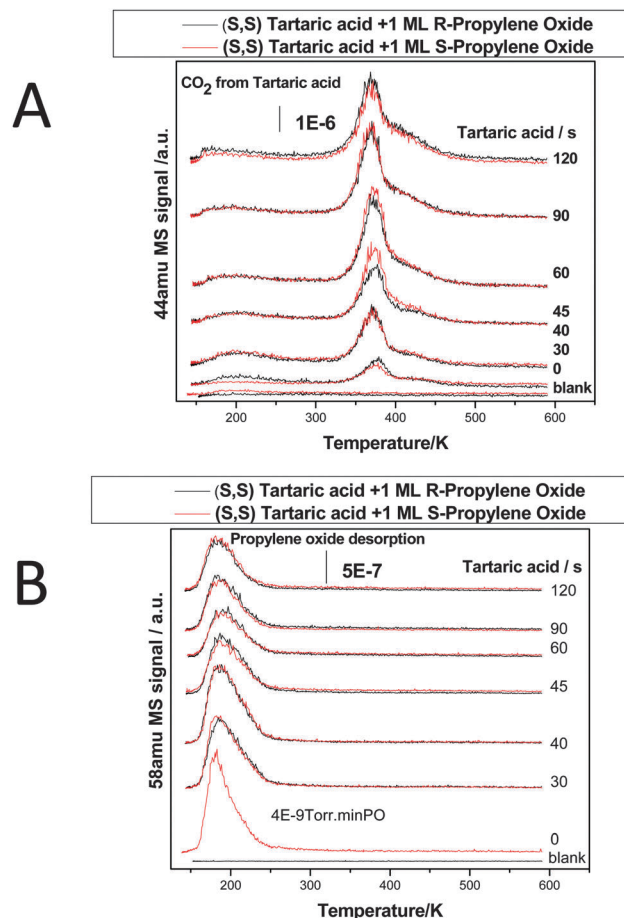 (S,S) Tartaric acid +1 ML R-Propylene Oxide
(S,S) Tartaric acid +1 ML S-Propylene Oxide
A
CO2 from Tartaric acid
1E-6
Tartaric acid / s
120
90
60
45
40
30
0
blank
44amu MS signal /a.u.
200 300 400 500 600
Temperature/K
(S,S) Tartaric acid +1 ML R-Propylene Oxide
(S,S) Tartaric acid +1 ML S-Propylene Oxide
B
Propylene oxide desorption
5E-7
Tartaric acid / s
120
90
60
45
40
30
4E-9Torr.minPO
0
blank
58amu MS signal / a.u.
200 300 400 500 600
Temperature/K